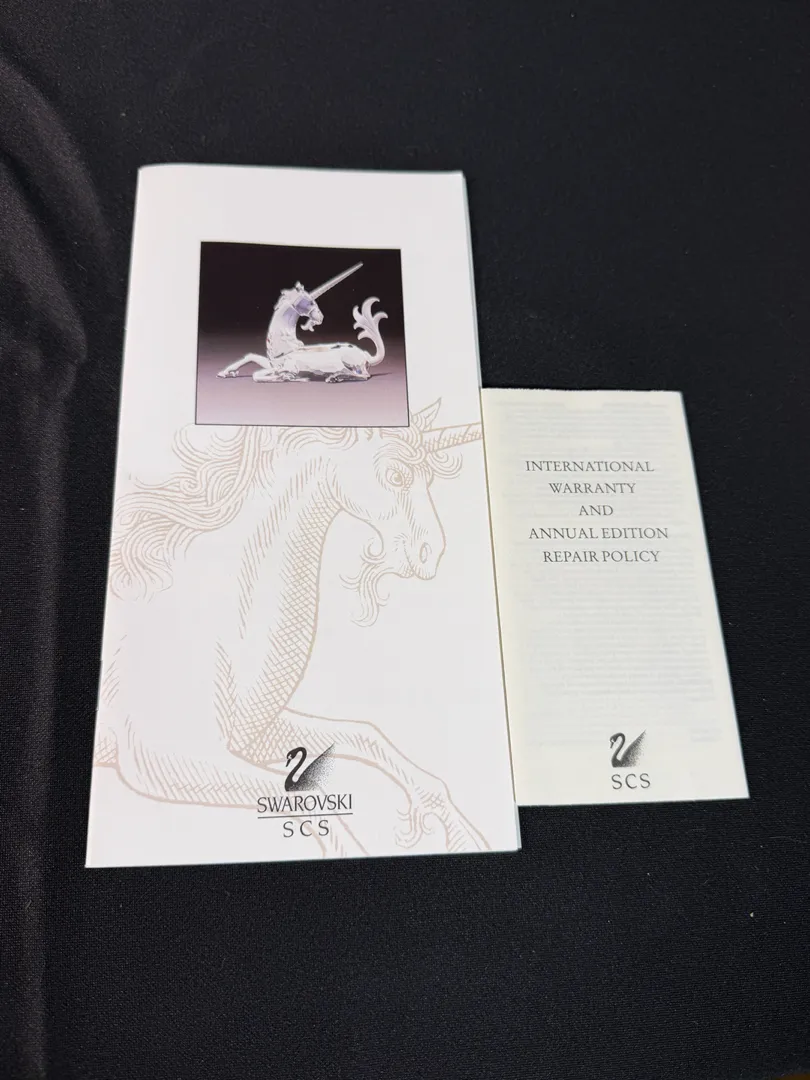 SWAROVSKI
SCS
INTERNATIONAL
WARRANTY
AND
ANNUAL EDITION
REPAIR POLICY
SCS